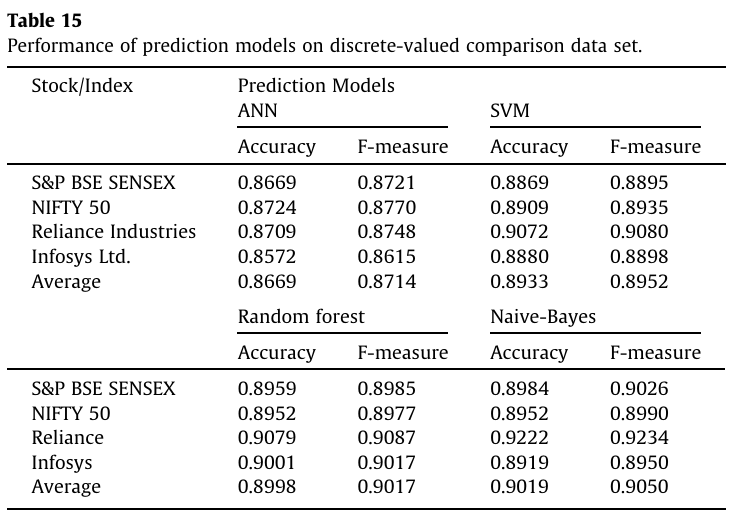 Table 15
Performance of prediction models on discrete-valued comparison data set.
Stock/Index Prediction Models
ANN SVM
Accuracy F-measure Accuracy F-measure
S&P BSE SENSEX 0.8669 0.8721 0.8869 0.8895
NIFTY 50 0.8724 0.8770 0.8909 0.8935
Reliance Industries 0.8709 0.8748 0.9072 0.9080
Infosys Ltd. 0.8572 0.8615 0.8880 0.8898
Average 0.8669 0.8714 0.8933 0.8952
Random forest Naive-Bayes
Accuracy F-measure Accuracy F-measure
S&P BSE SENSEX 0.8959 0.8985 0.8984 0.9026
NIFTY 50 0.8952 0.8977 0.8952 0.8990
Reliance 0.9079 0.9087 0.9222 0.9234
Infosys 0.9001 0.9017 0.8919 0.8950
Average 0.8998 0.9017 0.9019 0.9050